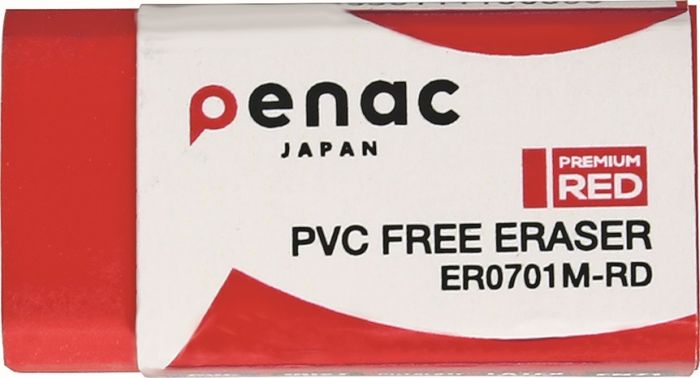 penac
JAPAN
PREMIUM
RED
PVC FREE ERASER
ER0701M-RD